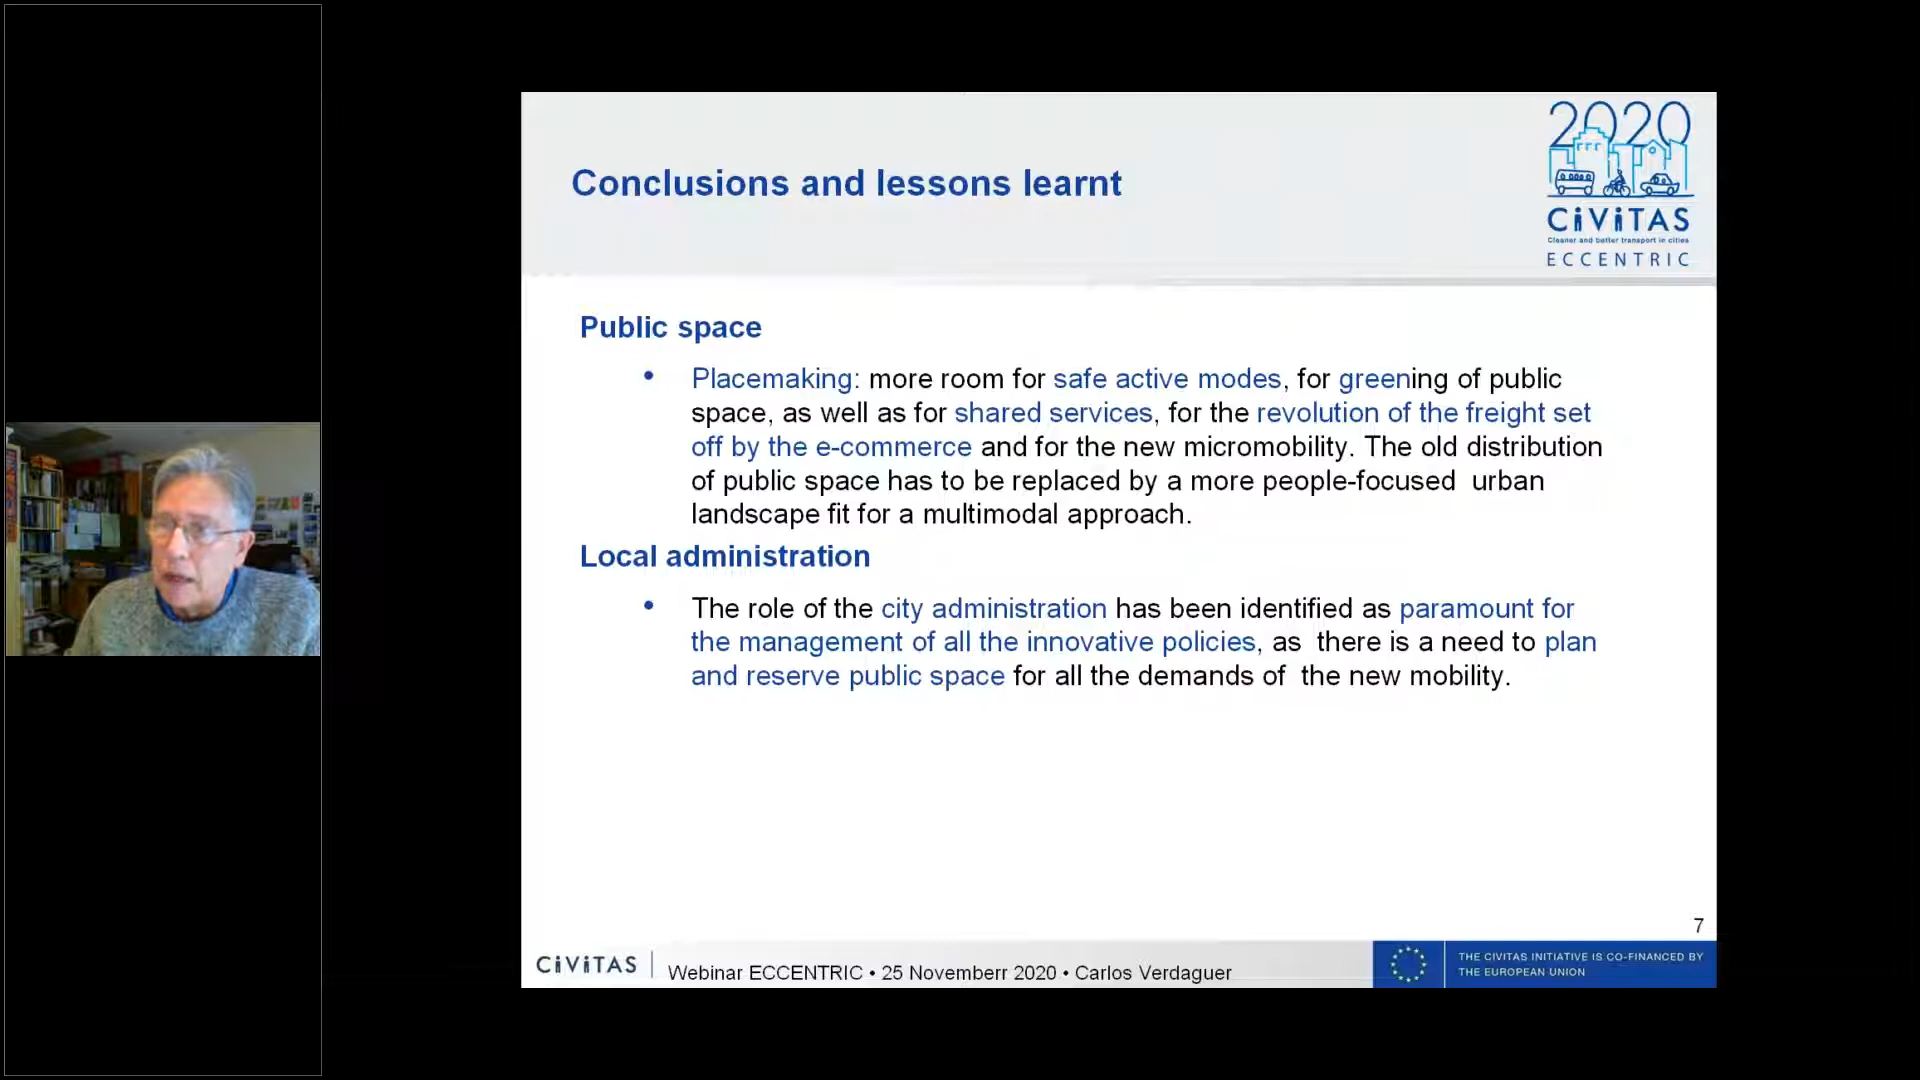 2020
CiViTAS
Cleaner and better transport in cities
ECCENTRIC
Conclusions and lessons learnt
Public space
• Placemaking: more room for safe active modes, for greening of public
space, as well as for shared services, for the revolution of the freight set
off by the e-commerce and for the new micromobility. The old distribution
of public space has to be replaced by a more people-focused urban
landscape fit for a multimodal approach.
Local administration
• The role of the city administration has been identified as paramount for
the management of all the innovative policies, as there is a need to plan
and reserve public space for all the demands of the new mobility.
7
CiViTAS
Webinar ECCENTRIC • 25 Novemberr 2020 • Carlos Verdaguer
THE CIVITAS INITIATIVE IS CO-FINANCED BY
THE EUROPEAN UNION